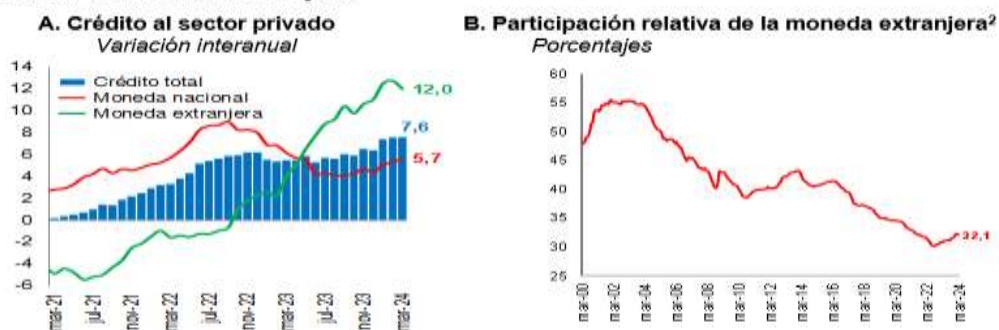 A. Crédito al sector privado
Variación interanual
14
12
10
8
6
4
2
0
-2
-4
-6
Crédito total
Moneda nacional
Moneda extranjera
12,0
7,6
5,7
mar-21
jul-21
nov-21
mar-22
jul-22
nov-22
mar-23
jul-23
nov-23
mar-24
B. Participación relativa de la moneda extranjera²
Porcentajes
60
55
50
45
40
35
30
25
32,1
mar-00
mar-02
mar-04
mar-06
mar-08
mar-10
mar-12
mar-14
mar-16
mar-18
mar-20
mar-22
mar-24